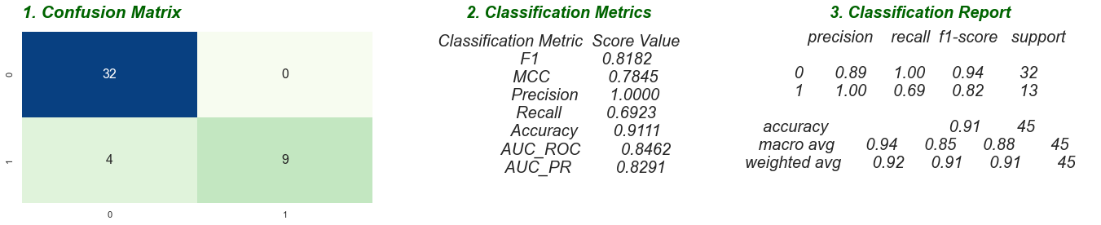 1. Confusion Matrix
0
32 0
1
4 9
0 1
2. Classification Metrics
Classification Metric Score Value
F1 0.8182
MCC 0.7845
Precision 1.0000
Recall 0.6923
Accuracy 0.9111
AUC_ROC 0.8462
AUC_PR 0.8291
3. Classification Report
precision recall f1-score support
0 0.89 1.00 0.94 32
1 1.00 0.69 0.82 13
accuracy 0.91 45
macro avg 0.94 0.85 0.88 45
weighted avg 0.92 0.91 0.91 45